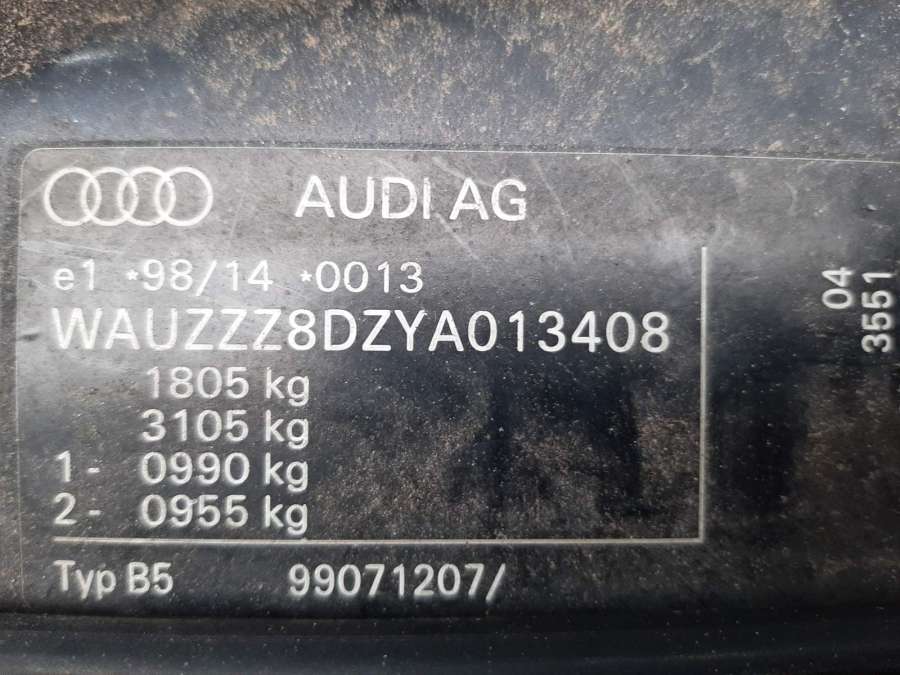 AUDI AG
e1 *98/14 *0013
WAUZZZ8DZYA013408
1805 kg
3105 kg
1- 0990 kg
2- 0955 kg
Typ B5 99071207/
04
3551